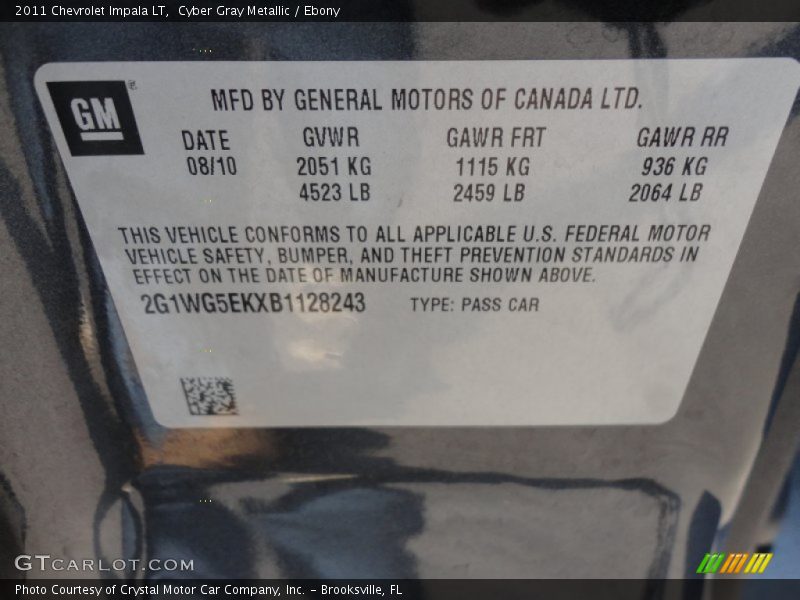 2011 Chevrolet Impala LT, Cyber Gray Metallic / Ebony
GM
MFD BY GENERAL MOTORS OF CANADA LTD.
DATE GVWR GAWR FRT GAWR RR
08/10 2051 KG 1115 KG 936 KG
4523 LB 2459 LB 2064 LB
THIS VEHICLE CONFORMS TO ALL APPLICABLE U.S. FEDERAL MOTOR
VEHICLE SAFETY, BUMPER, AND THEFT PREVENTION STANDARDS IN
EFFECT ON THE DATE OF MANUFACTURE SHOWN ABOVE.
2G1WG5EKXB1128243 TYPE: PASS CAR
GTCARLOT.COM
Photo Courtesy of Crystal Motor Car Company, Inc. – Brooksville, FL